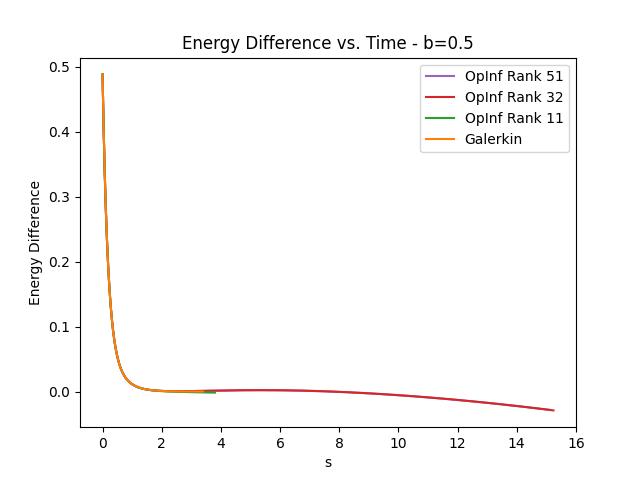 Energy Difference vs. Time - b=0.5
OpInf Rank 51
OpInf Rank 32
OpInf Rank 11
Galerkin
Energy Difference
0.5
0.4
0.3
0.2
0.1
0.0
0 2 4 6 8 10 12 14 16
s